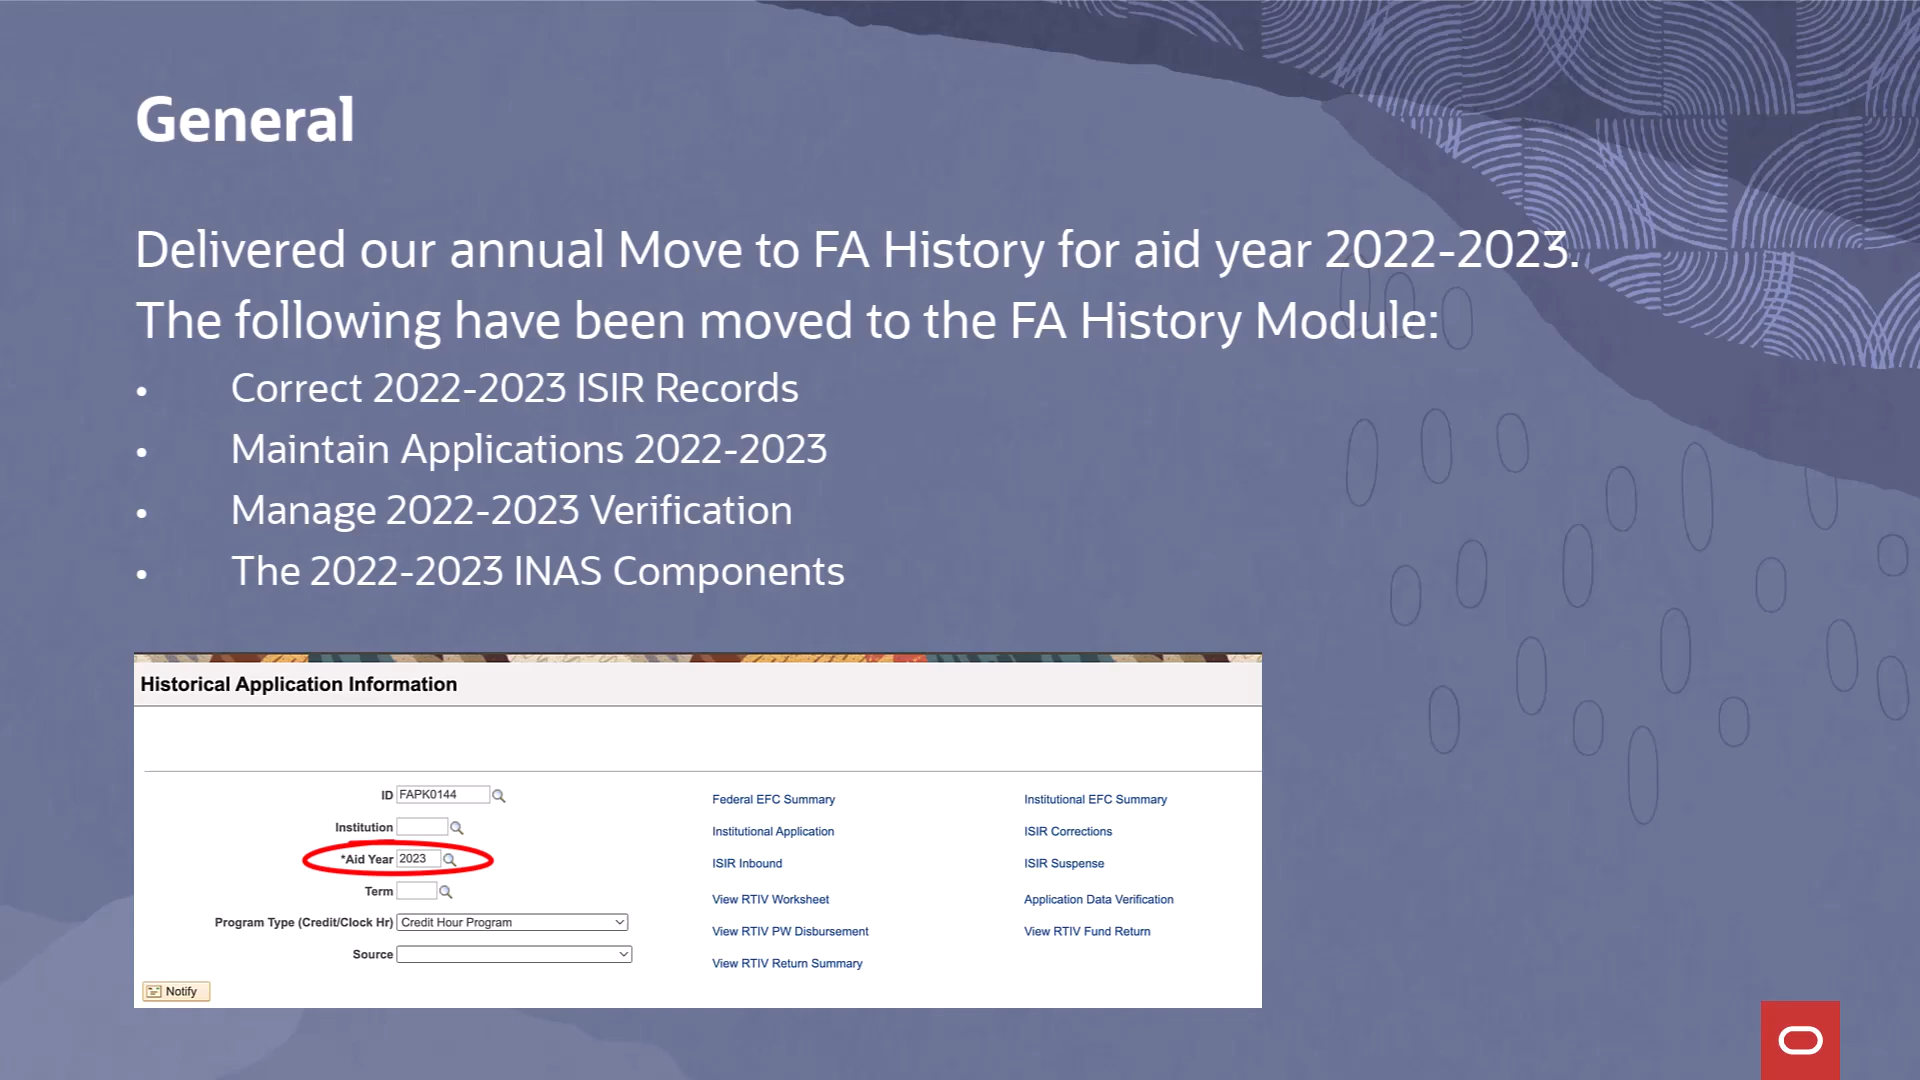 General
Delivered our annual Move to FA History for aid year 2022-2023.
The following have been moved to the FA History Module:
• Correct 2022-2023 ISIR Records
• Maintain Applications 2022-2023
• Manage 2022-2023 Verification
• The 2022-2023 INAS Components
Historical Application Information
ID FAPK0144
Institution
*Aid Year 2023
Term
Program Type (Credit/Clock Hr) Credit Hour Program
Source
Notify
Federal EFC Summary
Institutional Application
ISIR Inbound
View RTIV Worksheet
View RTIV PW Disbursement
View RTIV Return Summary
Institutional EFC Summary
ISIR Corrections
ISIR Suspense
Application Data Verification
View RTIV Fund Return